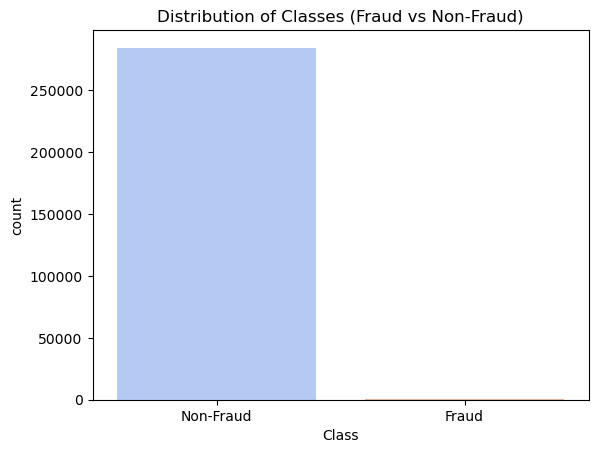 Distribution of Classes (Fraud vs Non-Fraud)
250000
200000
150000
100000
50000
0
count
Non-Fraud
Fraud
Class